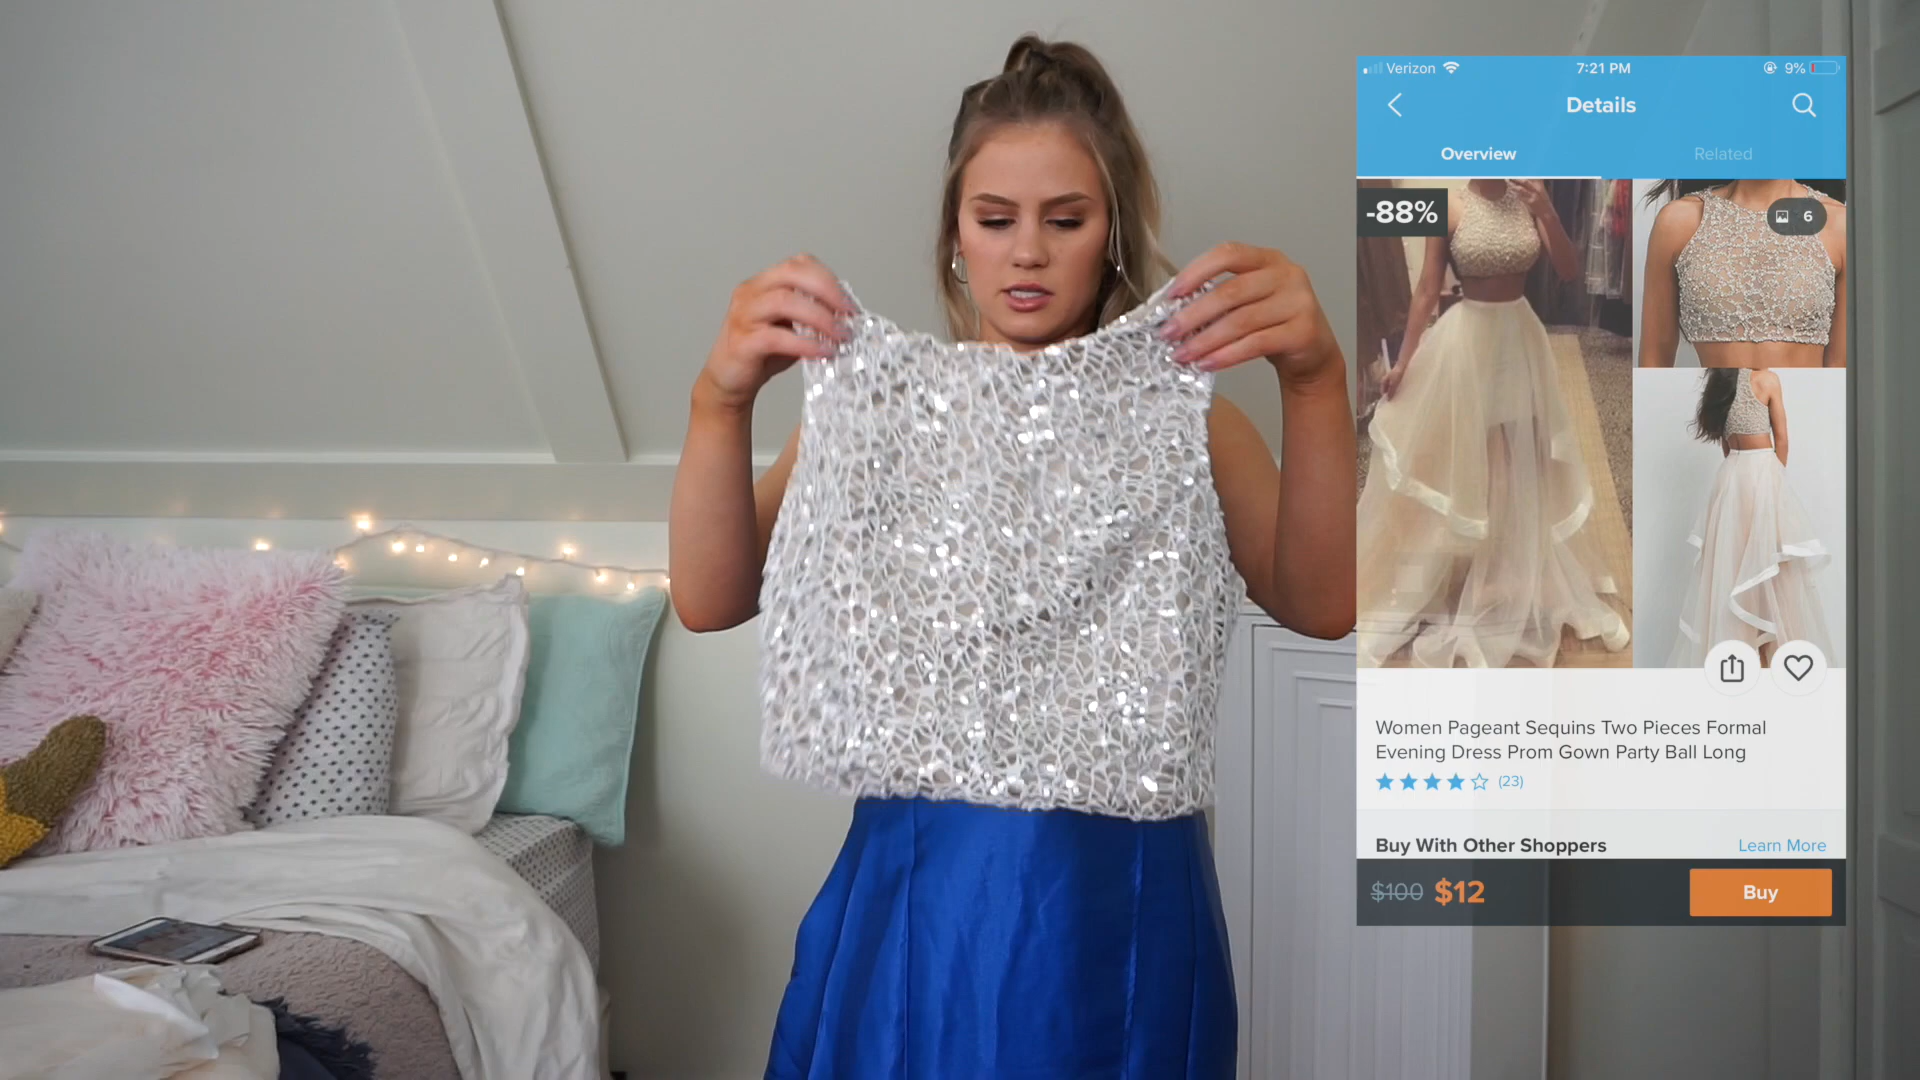 Verizon 7:21 PM 9%
Details
Overview Related
-88%
6
Women Pageant Sequins Two Pieces Formal
Evening Dress Prom Gown Party Ball Long
(23)
Buy With Other Shoppers Learn More
$100 $12 Buy